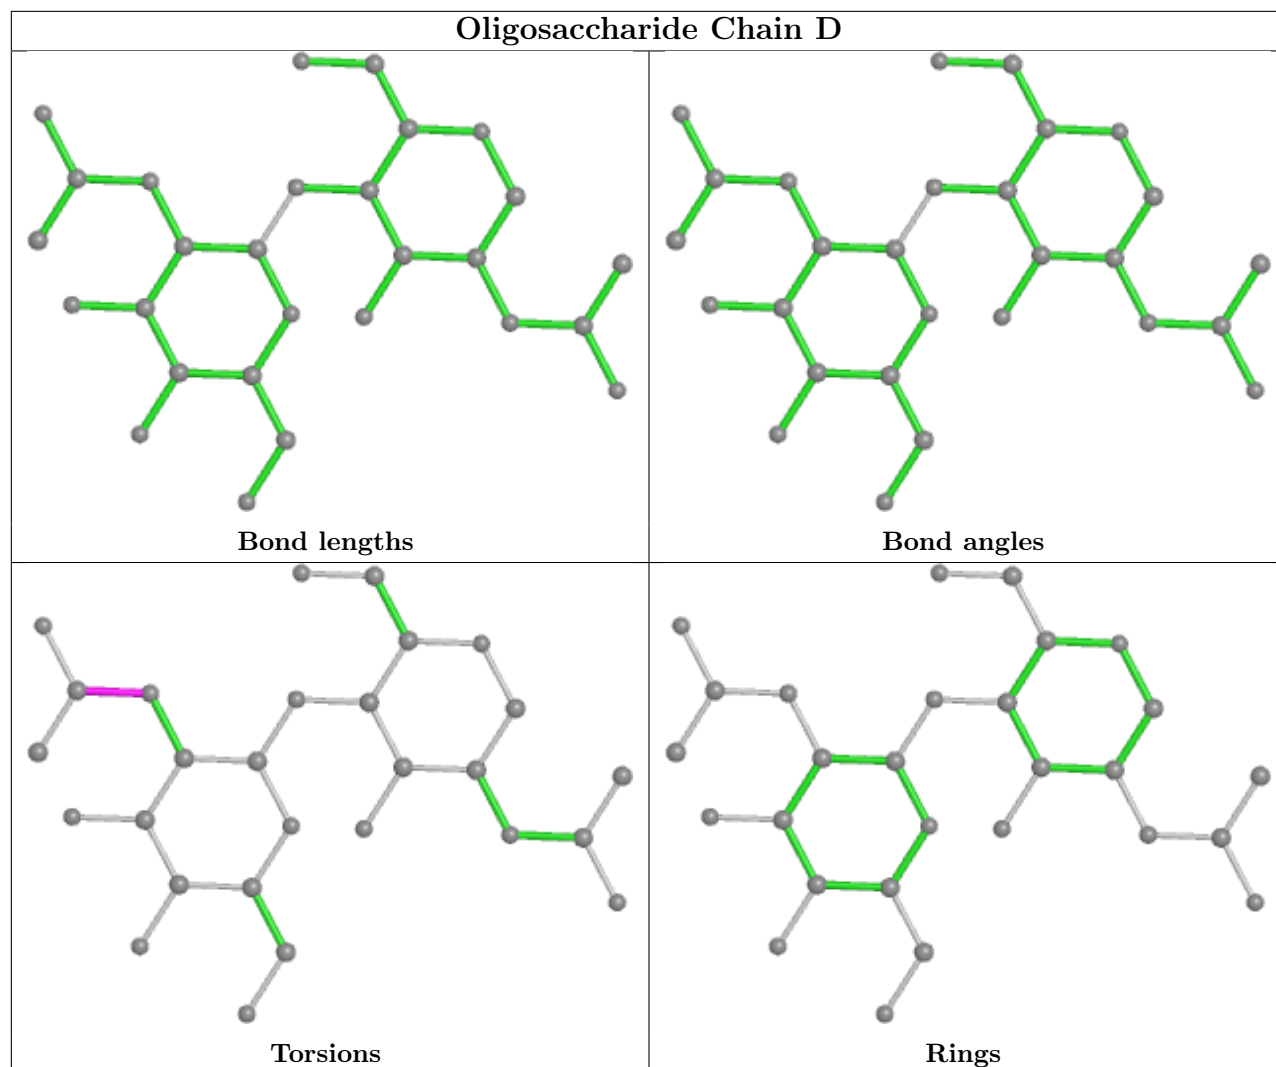 Oligosaccharide Chain D
Bond lengths
Bond angles
Torsions
Rings